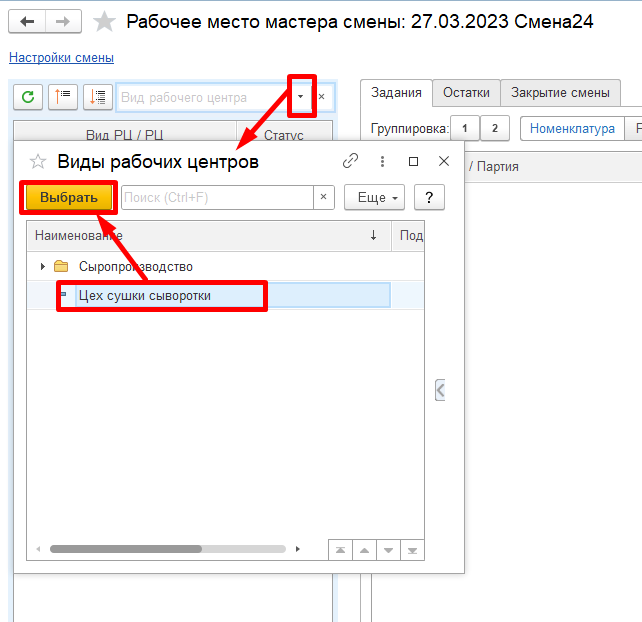 Рабочее место мастера смены: 27.03.2023 Смена24
Настройки смены
Вид рабочего центра
Задания Остатки Закрытие смены
Вид РЦ / РЦ Статус
Группировка: 1 2 Номенклатура
/ Партия
Виды рабочих центров
Выбрать Поиск (Ctrl+F) × Еще ?
Наименование Под
Сыропроизводство
Цех сушки сыворотки